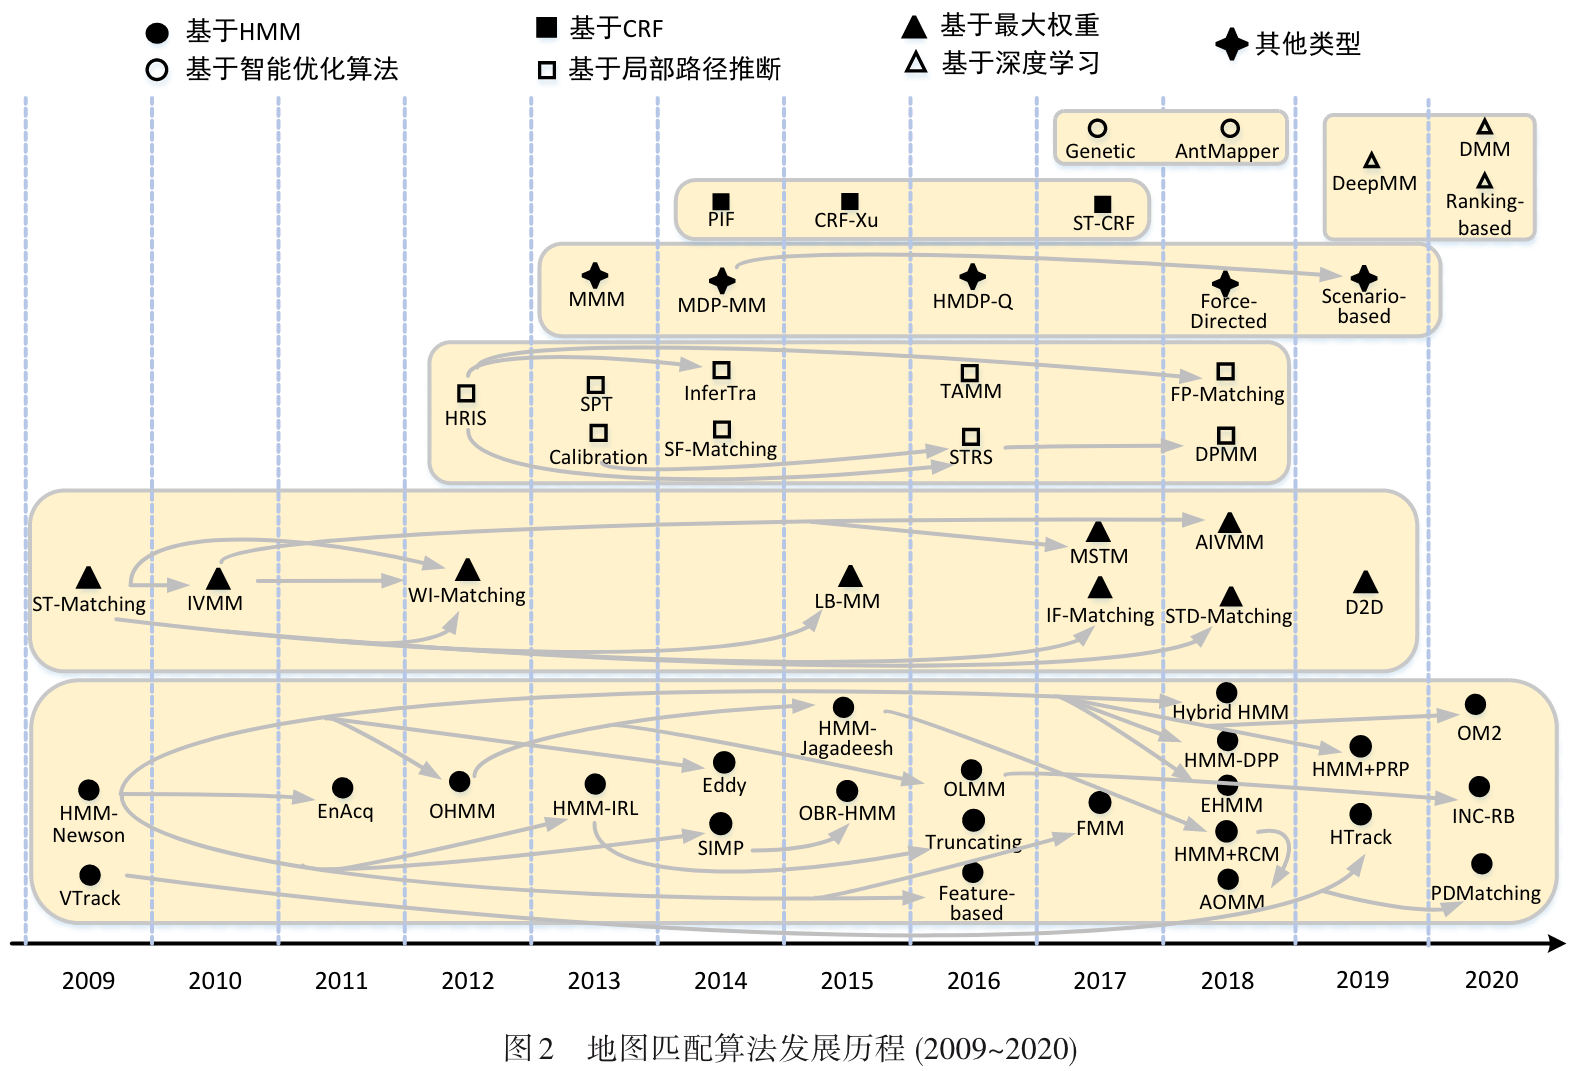 基于HMM
基于CRF
基于最大权重
其他类型
基于智能优化算法
基于局部路径推断
基于深度学习
Genetic
AntMapper
DeepMM
DMM
Ranking-
based
PIF
CRF-Xu
ST-CRF
MMM
MDP-MM
HMDP-Q
Force-
Directed
Scenario-
based
HRIS
SPT
Calibration
InferTra
SF-Matching
TAMM
STRS
FP-Matching
DPMM
ST-Matching
IVMM
WI-Matching
LB-MM
MSTM
IF-Matching
AIVMM
STD-Matching
D2D
HMM-
Newson
VTrack
EnAcq
OHMM
HMM-IRL
Eddy
SIMP
HMM-
Jagadeesh
OBR-HMM
OLMM
Truncating
Feature-
based
FMM
Hybrid HMM
HMM-DPP
EHMM
HMM+RCM
AOMM
HMM+PRP
HTrack
OM2
INC-RB
PDMatching
2009 2010 2011 2012 2013 2014 2015 2016 2017 2018 2019 2020
图 2 地图匹配算法发展历程 (2009~2020)